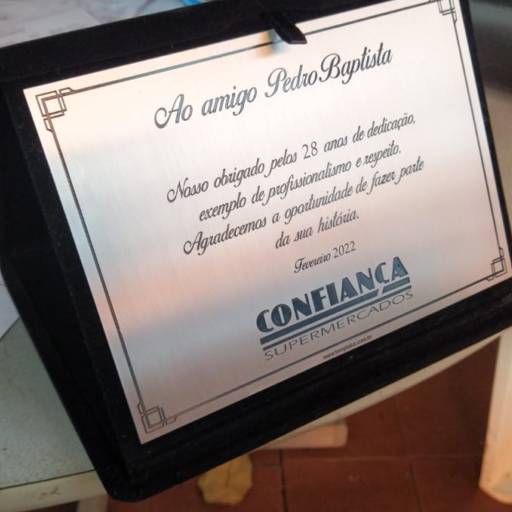 Ao amigo Pedro Baptista
Nosso obrigado pelos 28 anos de dedicação,
exemplo de profissionalismo e respeito.
Agradecemos a oportunidade de fazer parte
da sua história.
Fevereiro 2022
CONFIANÇA
SUPERMERCADOS